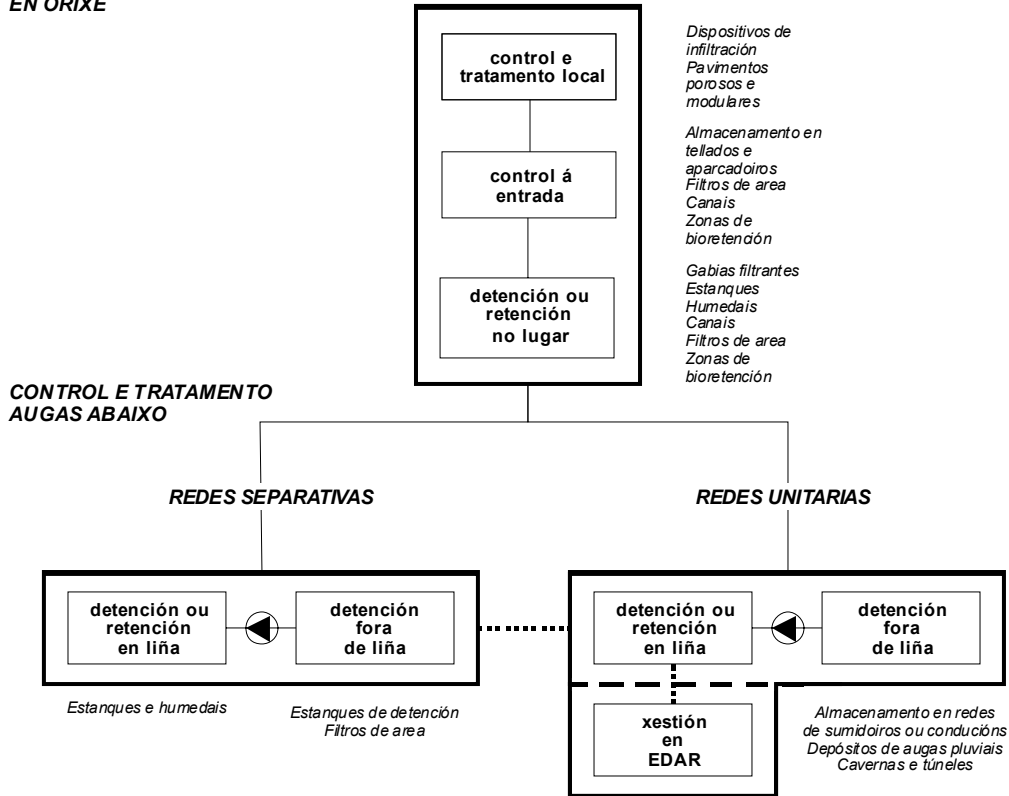 EN ORIXE
control e
tratamento local
Dispositivos de
infiltración
Pavimentos
porosos e
modulares
control á
entrada
Almacenamento en
tellados e
aparcadoiros
Filtros de area
Canais
Zonas de
bioretención
detención ou
retención
no lugar
Gabias filtrantes
Estanques
Humedais
Canais
Filtros de area
Zonas de
bioretención
CONTROL E TRATAMENTO
AUGAS ABAIXO
REDES SEPARATIVAS
REDES UNITARIAS
detención ou
retención
en liña
detención
fora
de liña
detención ou
retención
en liña
detención
fora
de liña
Estanques e humedais
Estanques de detención
Filtros de area
xestión
en
EDAR
Almacenamento en redes
de sumidoiros ou conducións
Depósitos de augas pluviais
Cavernas e túneles